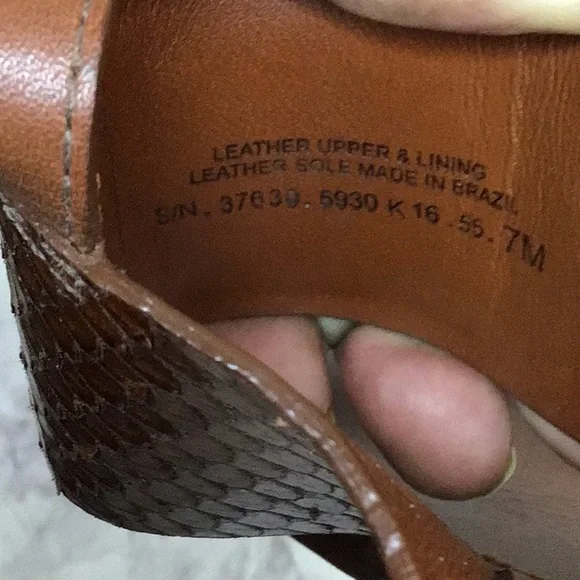 LEATHER UPPER & LINING
LEATHER SOLE MADE IN BRAZIL
S/N . 37639 . 5930 K 16 . 56 . 7M